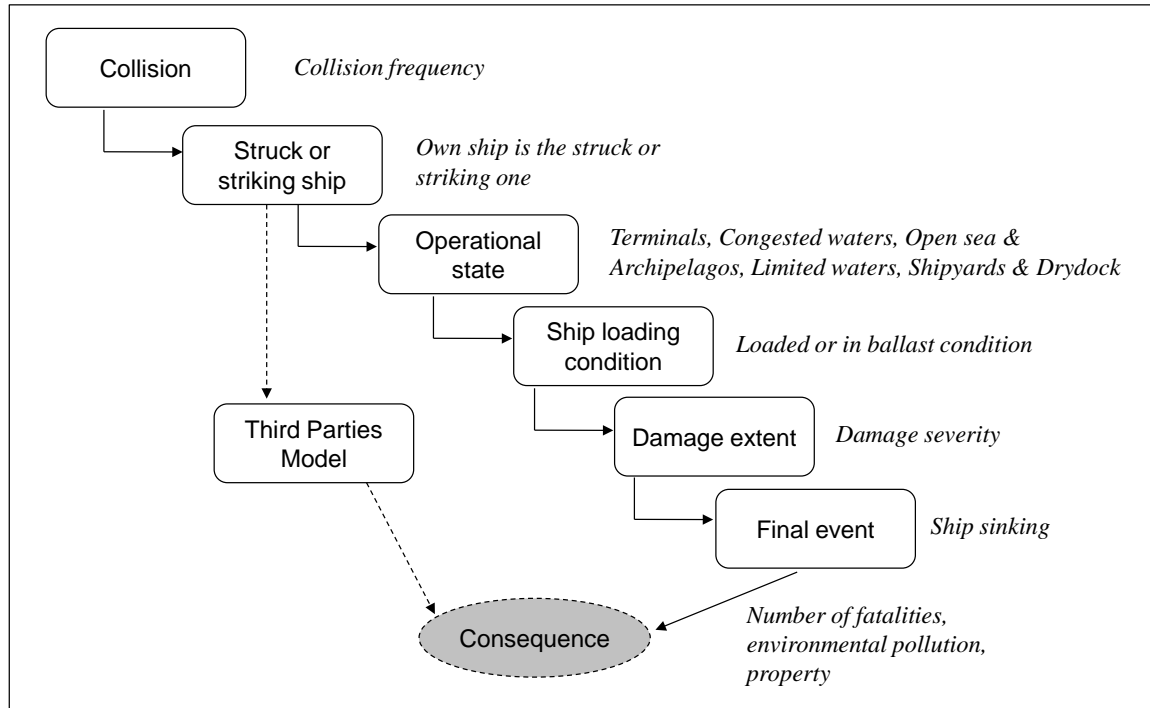 Collision
Collision frequency
Struck or
striking ship
Own ship is the struck or
striking one
Operational
state
Terminals, Congested waters, Open sea &
Archipelagos, Limited waters, Shipyards & Drydock
Ship loading
condition
Loaded or in ballast condition
Third Parties
Model
Damage extent
Damage severity
Final event
Ship sinking
Consequence
Number of fatalities,
environmental pollution,
property